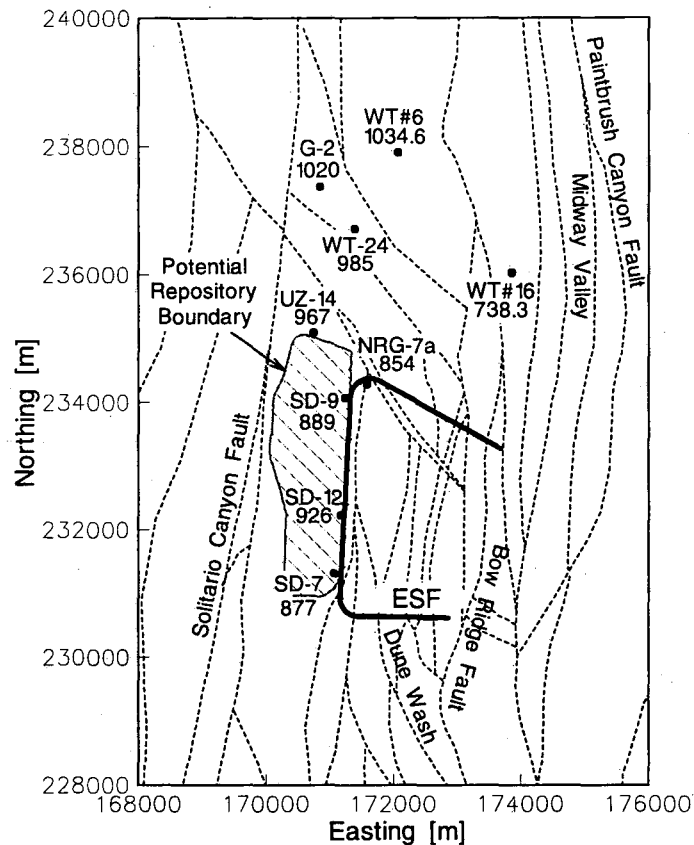 240000
238000
236000
234000
232000
230000
228000
Northing [m]
168000
170000
172000
174000
176000
Easting [m]
WT#6
1034.6
G-2
1020
WT-24
985
WT#16
738.3
Potential
Repository
Boundary
UZ-14
967
NRG-7a
854
SD-9
889
SD-12
926
SD-7
877
ESF
Solitario Canyon Fault
Dune Wash
Bow Ridge Fault
Midway Valley
Paintbrush Canyon Fault